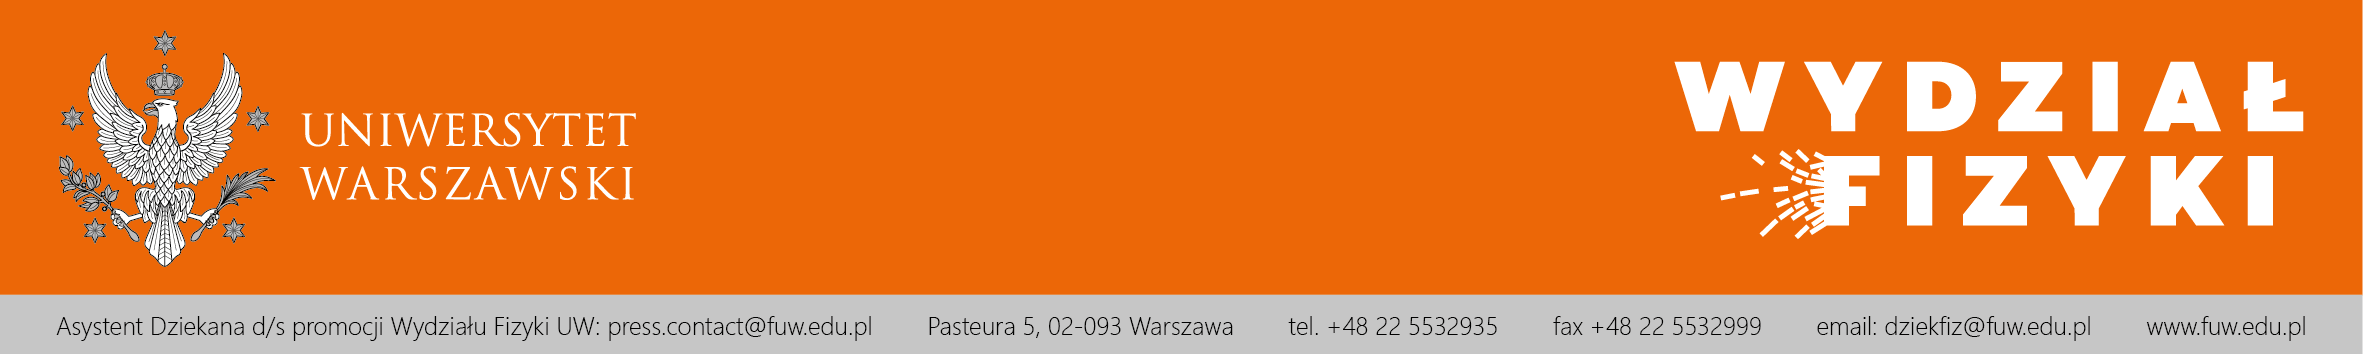 UNIWERSYTET
WARSZAWSKI
WYDZIAŁ
FIZYKI
Asystent Dziekana d/s promocji Wydziału Fizyki UW: press.contact@fuw.edu.pl Pasteura 5, 02-093 Warszawa tel. +48 22 5532935 fax +48 22 5532999 email: dziekfiz@fuw.edu.pl www.fuw.edu.pl